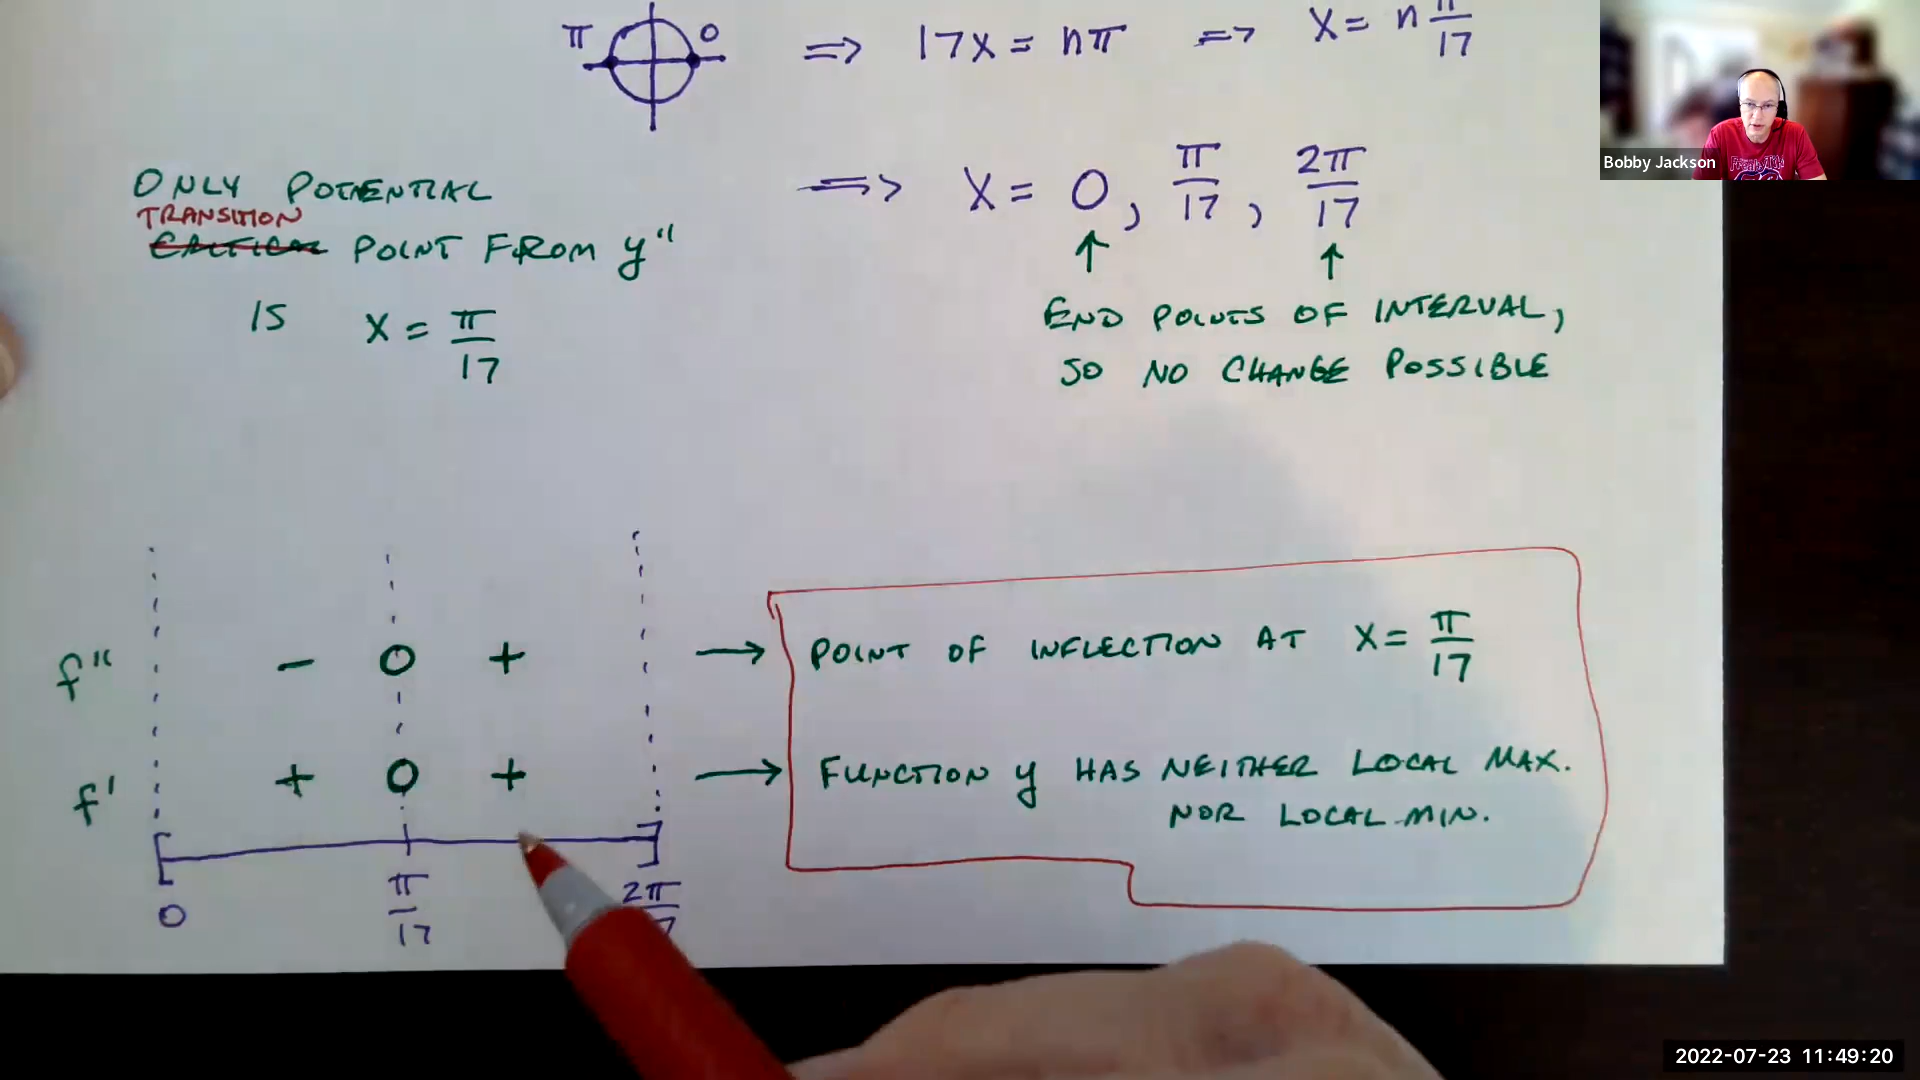 π 0 ⇒ 17x = nπ ⇒ x = n π/17
ONLY POTENTIAL
TRANSITION
CRITICAL POINT FROM y"
IS x = π/17
⇒ x = 0, π/17, 2π/17
↑ ↑
END POINTS OF INTERVAL,
SO NO CHANGE POSSIBLE
f" - 0 + → POINT OF INFLECTION AT x = π/17
f' + 0 + → FUNCTION y HAS NEITHER LOCAL MAX.
NOR LOCAL MIN.
0 π/17 2π/7
Bobby Jackson
2022-07-23 11:49:20